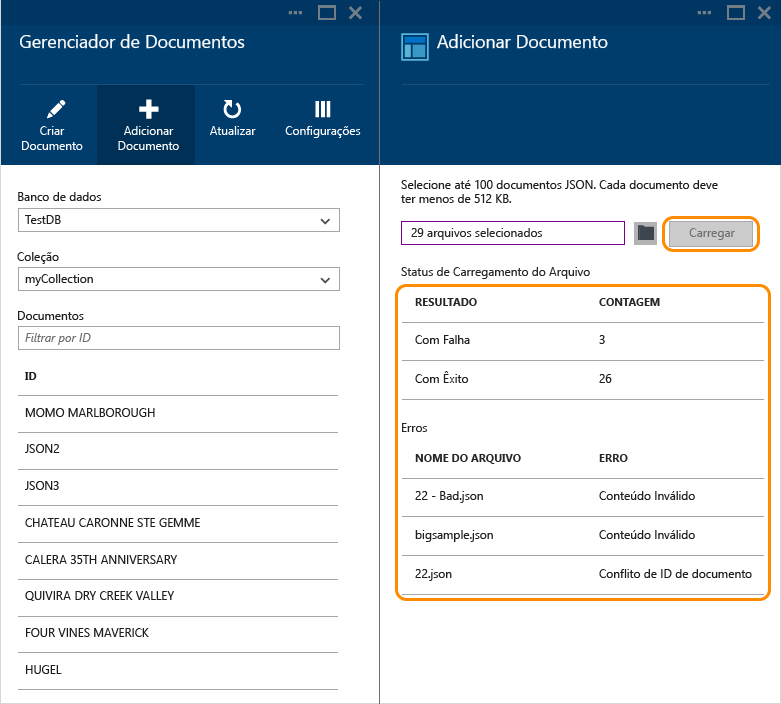 Gerenciador de Documentos
Criar
Documento
Adicionar
Documento
Atualizar
Configurações
Banco de dados
TestDB
Coleção
myCollection
Documentos
Filtrar por ID
ID
MOMO MARLBOROUGH
JSON2
JSON3
CHATEAU CARONNE STE GEMME
CALERA 35TH ANNIVERSARY
QUIVIRA DRY CREEK VALLEY
FOUR VINES MAVERICK
HUGEL
Adicionar Documento
Selecione até 100 documentos JSON. Cada documento deve
ter menos de 512 KB.
29 arquivos selecionados
Carregar
Status de Carregamento do Arquivo
RESULTADO CONTAGEM
Com Falha 3
Com Êxito 26
Erros
NOME DO ARQUIVO ERRO
22 - Bad.json Conteúdo Inválido
bigsample.json Conteúdo Inválido
22.json Conflito de ID de documento